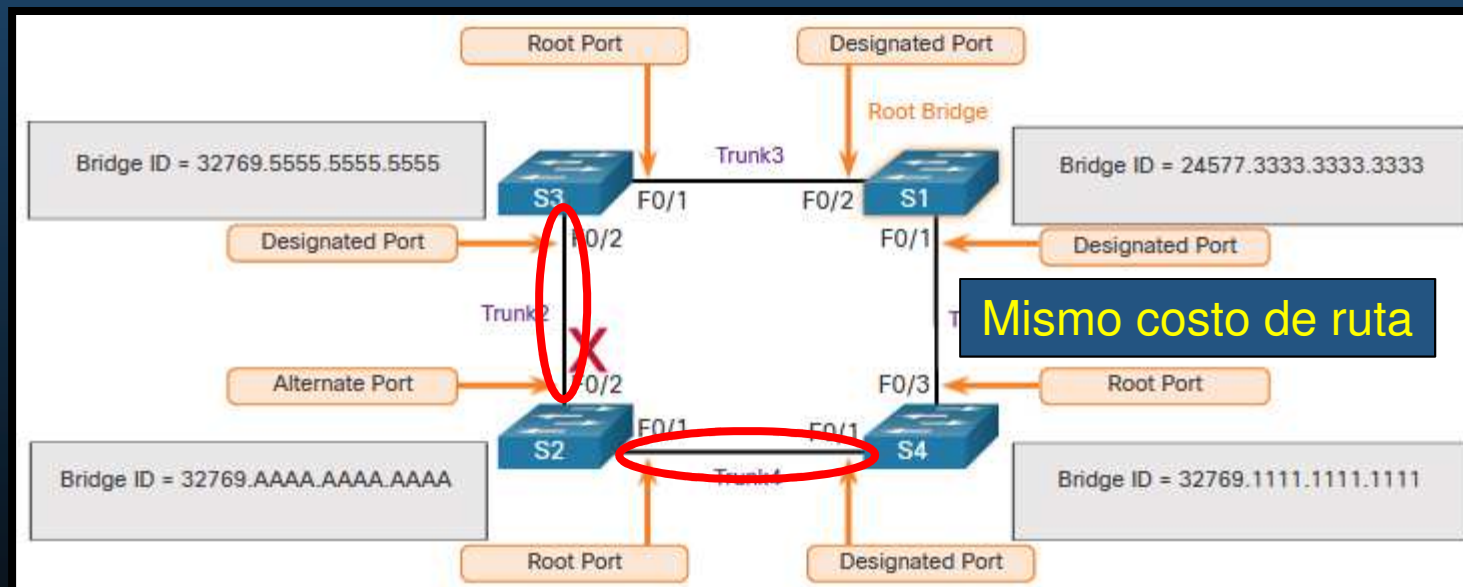 Root Port
Designated Port
Root Bridge
Bridge ID = 32769.5555.5555.5555
Trunk3
Bridge ID = 24577.3333.3333.3333
S3
F0/1
F0/2
S1
Designated Port
F0/2
F0/1
Designated Port
Trunk2
Mismo costo de ruta
X
Alternate Port
F0/2
F0/3
Root Port
S2
F0/1
F0/1
S4
Bridge ID = 32769.AAAA.AAAA.AAAA
Trunk4
Bridge ID = 32769.1111.1111.1111
Root Port
Designated Port